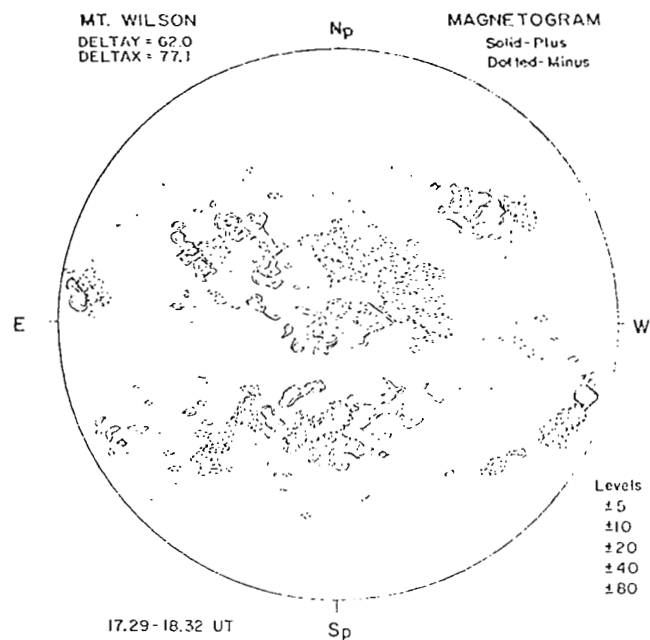 MT. WILSON
DELTAY = 62.0
DELTAX = 77.1
Np
MAGNETOGRAM
Solid-Plus
Dotted-Minus
E
W
Levels
±5
±10
±20
±40
±80
17.29-18.32 UT
Sp